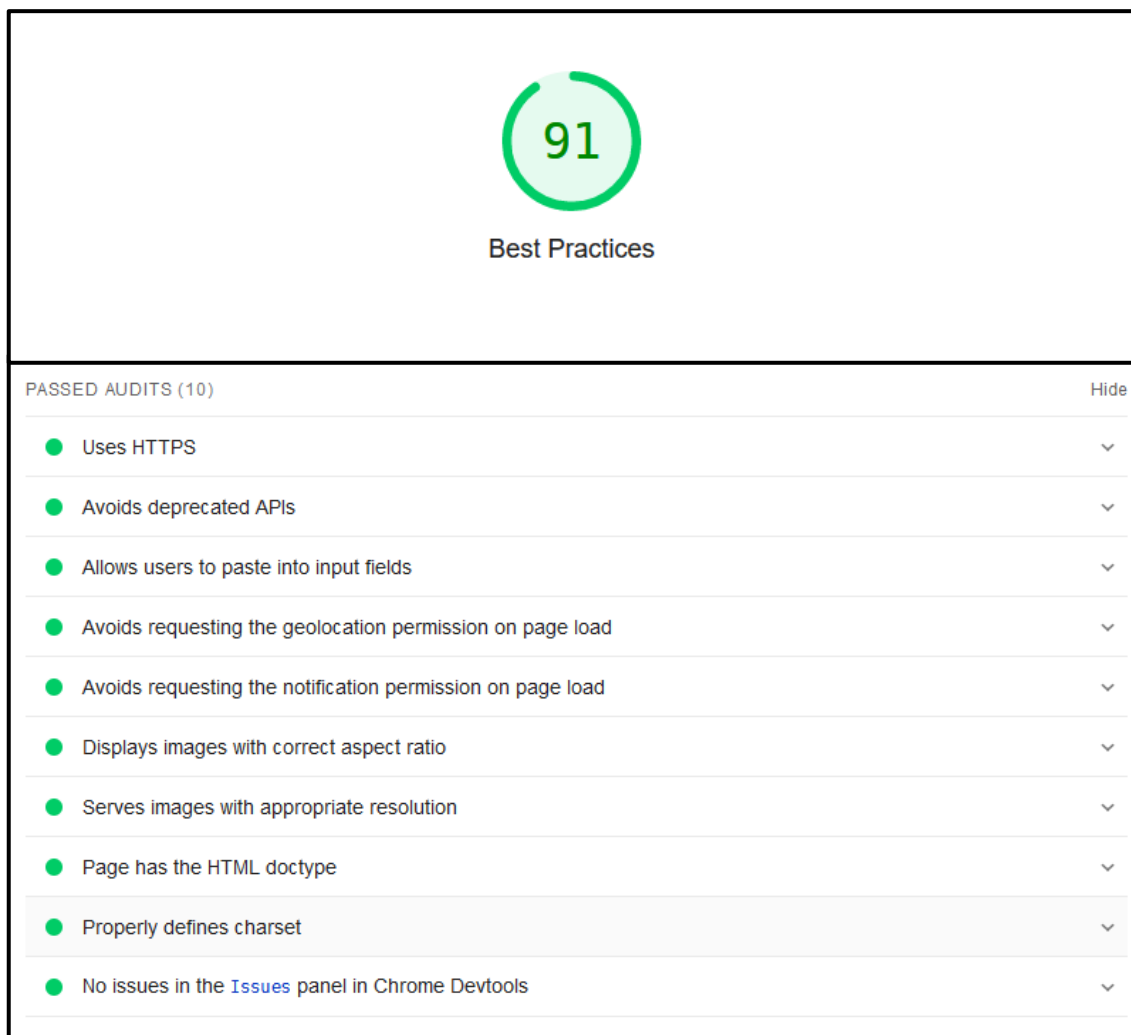 91
Best Practices
PASSED AUDITS (10) Hide
Uses HTTPS
Avoids deprecated APIs
Allows users to paste into input fields
Avoids requesting the geolocation permission on page load
Avoids requesting the notification permission on page load
Displays images with correct aspect ratio
Serves images with appropriate resolution
Page has the HTML doctype
Properly defines charset
No issues in the Issues panel in Chrome Devtools